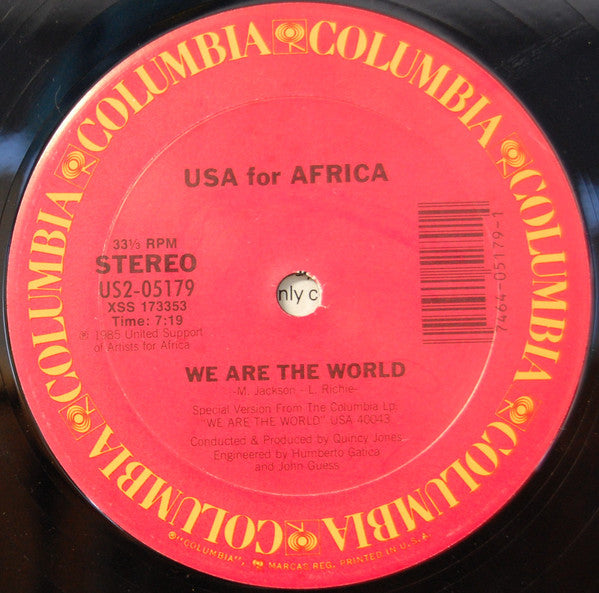 COLUMBIA COLUMBIA COLUMBIA COLUMBIA COLUMBIA COLUMBIA COLUMBIA COLUMBIA
USA for AFRICA
33⅓ RPM
STEREO
US2-05179
XSS 173353
Time: 7:19
℗ 1985 United Support
of Artists for Africa
7464-05179-1
nly c
WE ARE THE WORLD
-M. Jackson - L. Richie-
Special Version From The Columbia Lp:
"WE ARE THE WORLD" USA 40043
Conducted & Produced by Quincy Jones
Engineered by Humberto Gatica
and John Guess
® "COLUMBIA", MARCAS REG. PRINTED IN U.S.A.